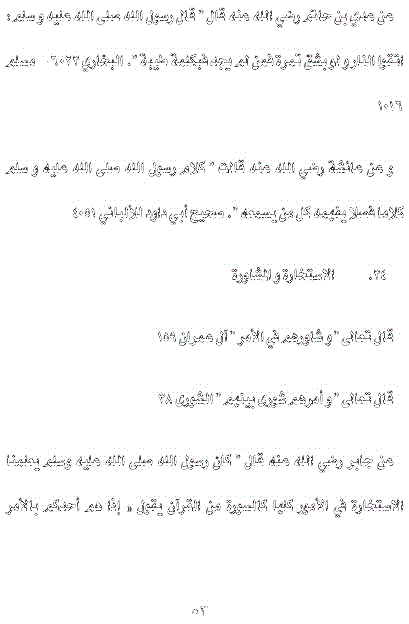 عن عدي بن حاتم رضي الله عنه قال " قال رسول الله صلى الله عليه و سلم :
اتقوا النار و لو بشق تمرة فمن لم يجد فبكلمة طيبة ". البخاري ٦٠٢٣ مسلم
١٠١٦
و عن عائشة رضي الله عنه قالت " كلام رسول الله صلى الله عليه و سلم
كلاما فصلا يفهمه كل من يسمعه ". صحيح أبي داود للألباني ٤٠٥١
٢٤. الاستخارة و الشاورة
قال تعالى " و شاورهم في الأمر " آل عمران ١٥٩
قال تعالى " و أمرهم شورى بينهم " الشورى ٣٨
عن جابر رضي الله عنه قال " كان رسول الله صلى الله عليه وسلم يعلمنا
الاستخارة في الأمور كلها كالسورة من القرآن يقول « إذا هم أحدكم بالأمر
٥٢